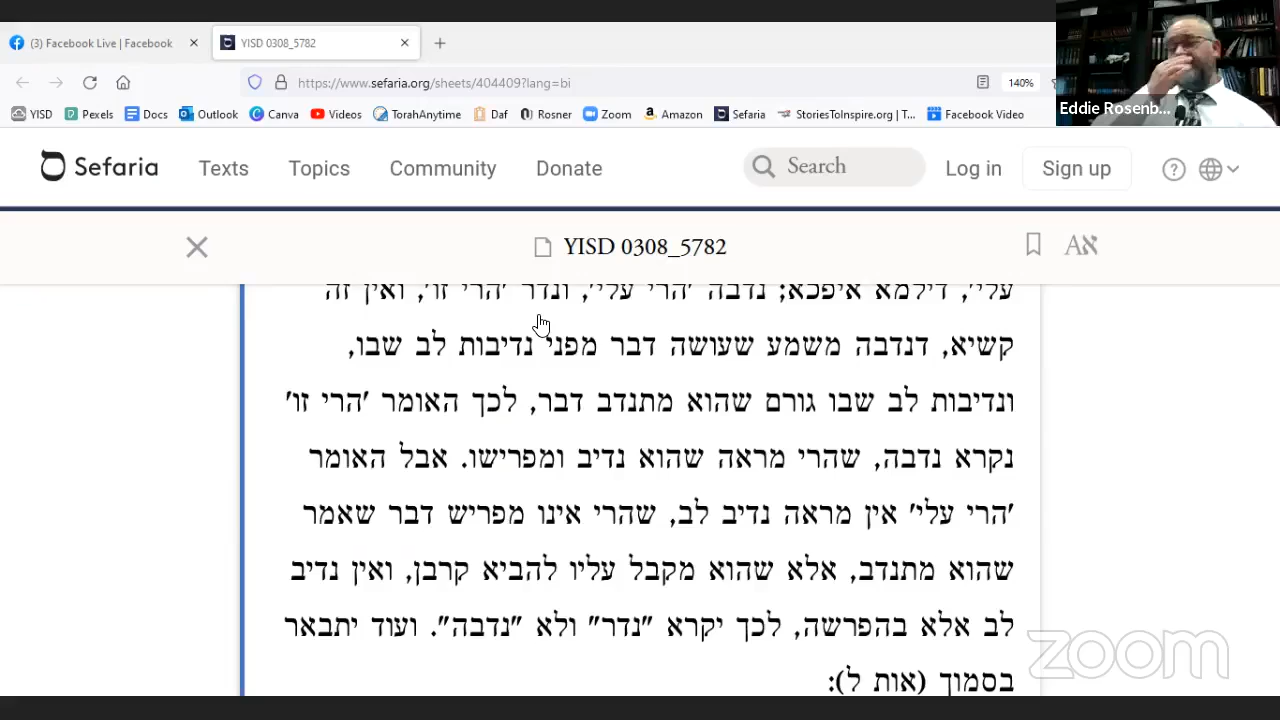 (3) Facebook Live | Facebook
YISD 0308_5782
https://www.sefaria.org/sheets/404409?lang=bi
140%
YISD Pexels Docs Outlook Canva Videos TorahAnytime Daf Rosner Zoom Amazon Sefaria StoriesToInspire.org | T... Facebook Video
Eddie Rosenb...
Sefaria Texts Topics Community Donate Search Log in Sign up
YISD 0308_5782
עלי', דילמא איפכא; נדבה 'הרי עלי', ונדר 'הרי זו', ואין זה
קשיא, דנדבה משמע שעושה דבר מפני נדיבות לב שבו,
ונדיבות לב שבו גורם שהוא מתנדב דבר, לכך האומר 'הרי זו'
נקרא נדבה, שהרי מראה שהוא נדיב ומפרישו. אבל האומר
'הרי עלי' אין מראה נדיב לב, שהרי אינו מפריש דבר שאמר
שהוא מתנדב, אלא שהוא מקבל עליו להביא קרבן, ואין נדיב
לב אלא בהפרשה, לכך יקרא "נדר" ולא "נדבה". ועוד יתבאר
בסמוך (אות ל):
zoom